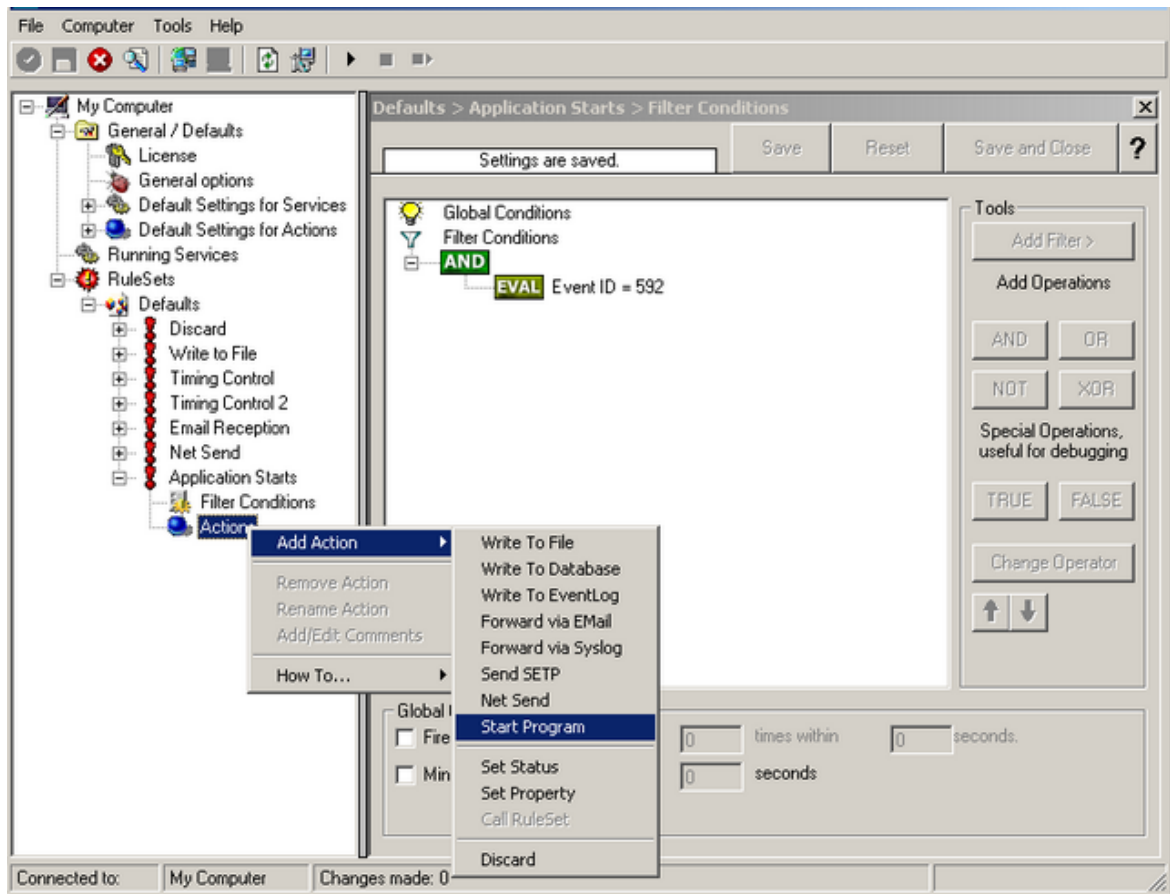 File Computer Tools Help
My Computer
General / Defaults
License
General options
Default Settings for Services
Default Settings for Actions
Running Services
RuleSets
Defaults
Discard
Write to File
Timing Control
Timing Control 2
Email Reception
Net Send
Application Starts
Filter Conditions
Actions
Defaults > Application Starts > Filter Conditions
Settings are saved.
Save Reset Save and Close ?
Global Conditions
Filter Conditions
AND
EVAL Event ID = 592
Tools
Add Filter >
Add Operations
AND OR
NOT XOR
Special Operations,
useful for debugging
TRUE FALSE
Change Operator
Add Action
Remove Action
Rename Action
Add/Edit Comments
How To...
Write To File
Write To Database
Write To EventLog
Forward via EMail
Forward via Syslog
Send SETP
Net Send
Start Program
Set Status
Set Property
Call RuleSet
Discard
Global
Fire 0 times within 0 seconds.
Min 0 seconds
Connected to: My Computer Changes made: 0